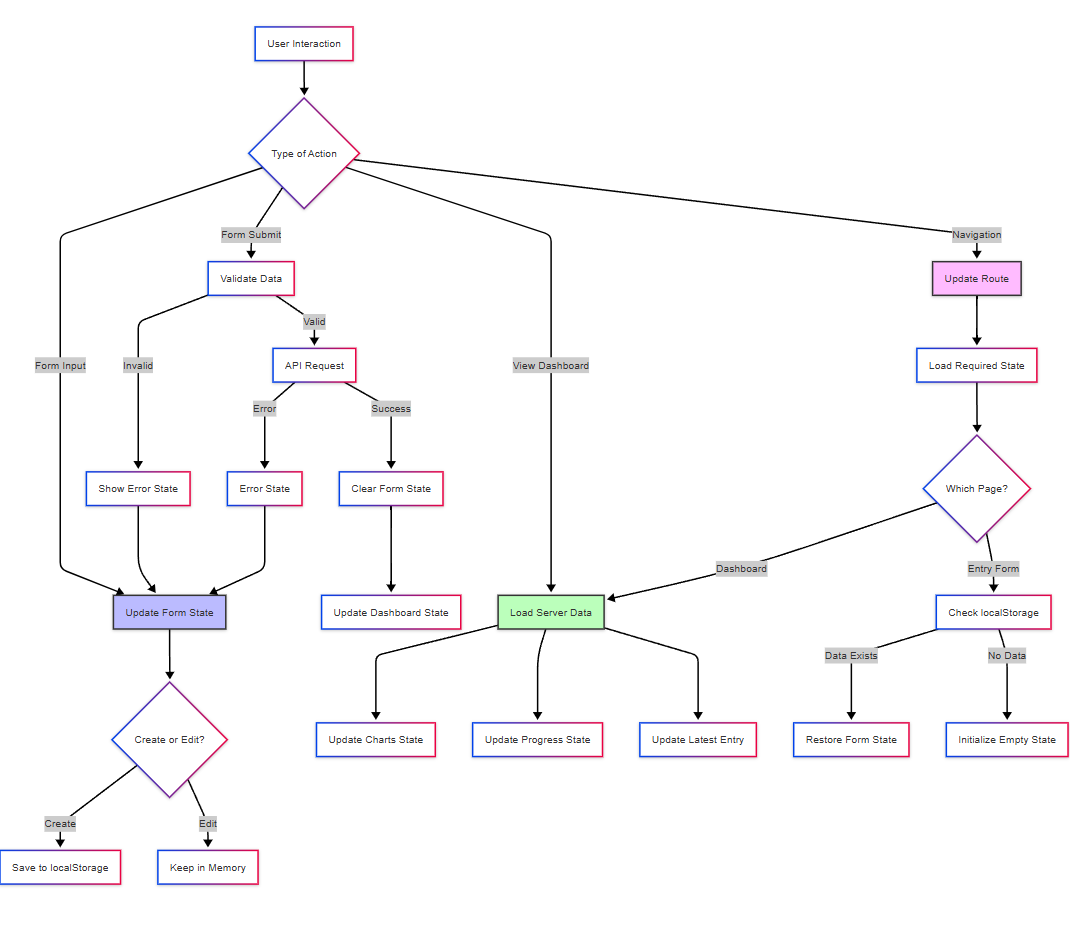 User Interaction
Type of Action
Form Submit
Navigation
Validate Data
Update Route
Valid
Form Input
Invalid
API Request
View Dashboard
Load Required State
Error
Success
Show Error State
Error State
Clear Form State
Which Page?
Dashboard
Entry Form
Update Form State
Update Dashboard State
Load Server Data
Check localStorage
Data Exists
No Data
Create or Edit?
Update Charts State
Update Progress State
Update Latest Entry
Restore Form State
Initialize Empty State
Create
Edit
Save to localStorage
Keep in Memory